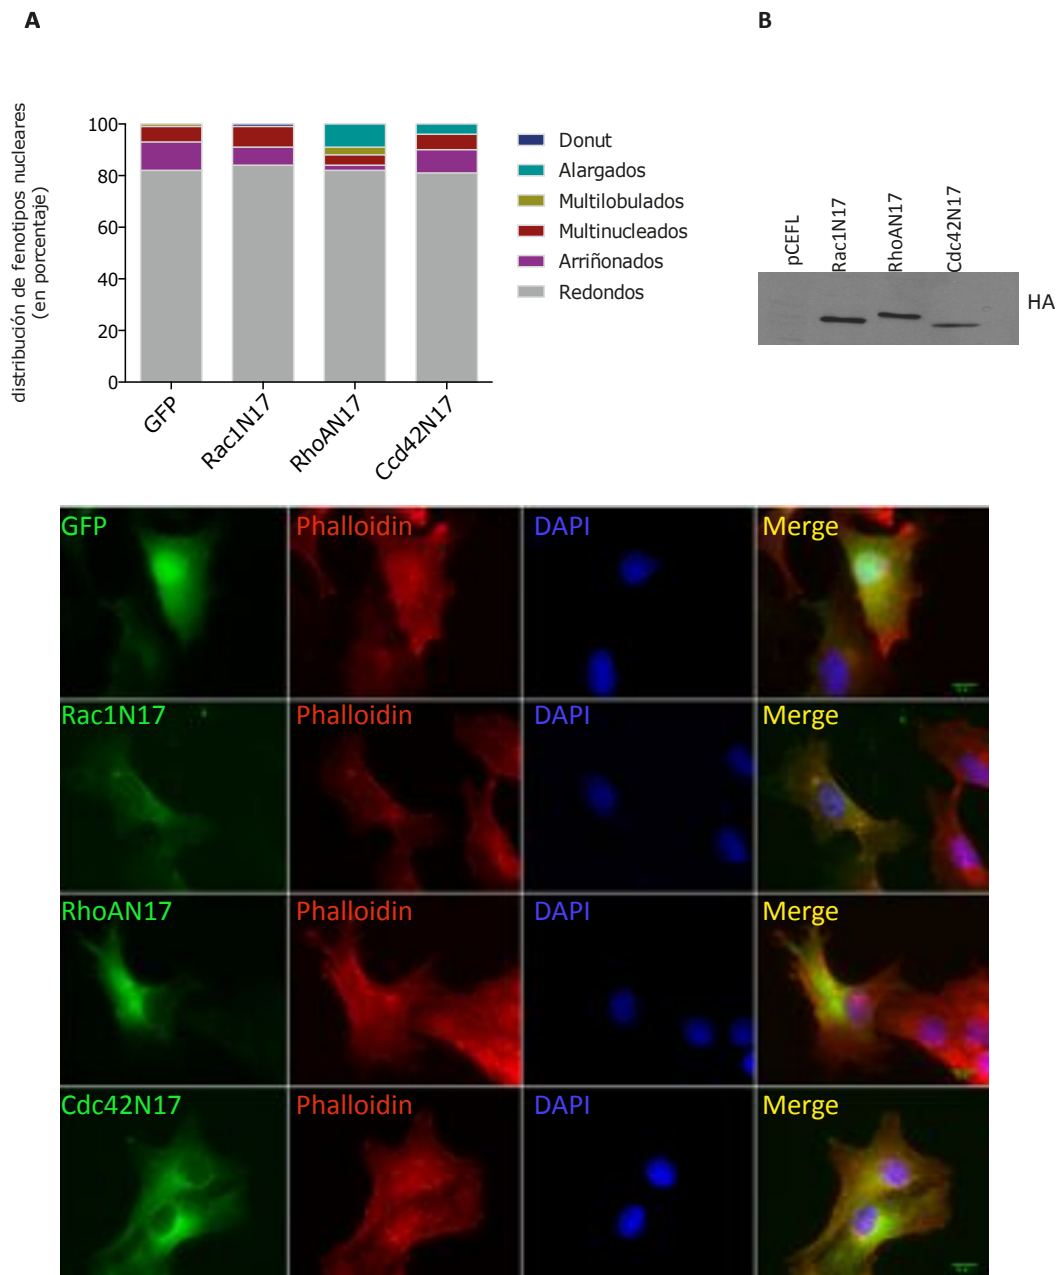 A
B
distribución de fenotipos nucleares
(en porcentaje)
100
80
60
40
20
0
GFP
Rac1N17
RhoAN17
Ccd42N17
Donut
Alargados
Multilobulados
Multinucleados
Arriñonados
Redondos
pCEFL
Rac1N17
RhoAN17
Cdc42N17
HA
GFP Phalloidin DAPI Merge
Rac1N17 Phalloidin DAPI Merge
RhoAN17 Phalloidin DAPI Merge
Cdc42N17 Phalloidin DAPI Merge